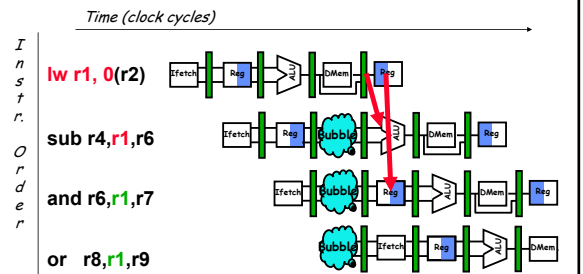 Time (clock cycles)
Instr. Order
lw r1, 0(r2)
Ifetch Reg ALU DMem Reg
sub r4,r1,r6
Ifetch Reg Bubble ALU DMem Reg
and r6,r1,r7
Ifetch Bubble Reg ALU DMem Reg
or r8,r1,r9
Bubble Ifetch Reg ALU DMem